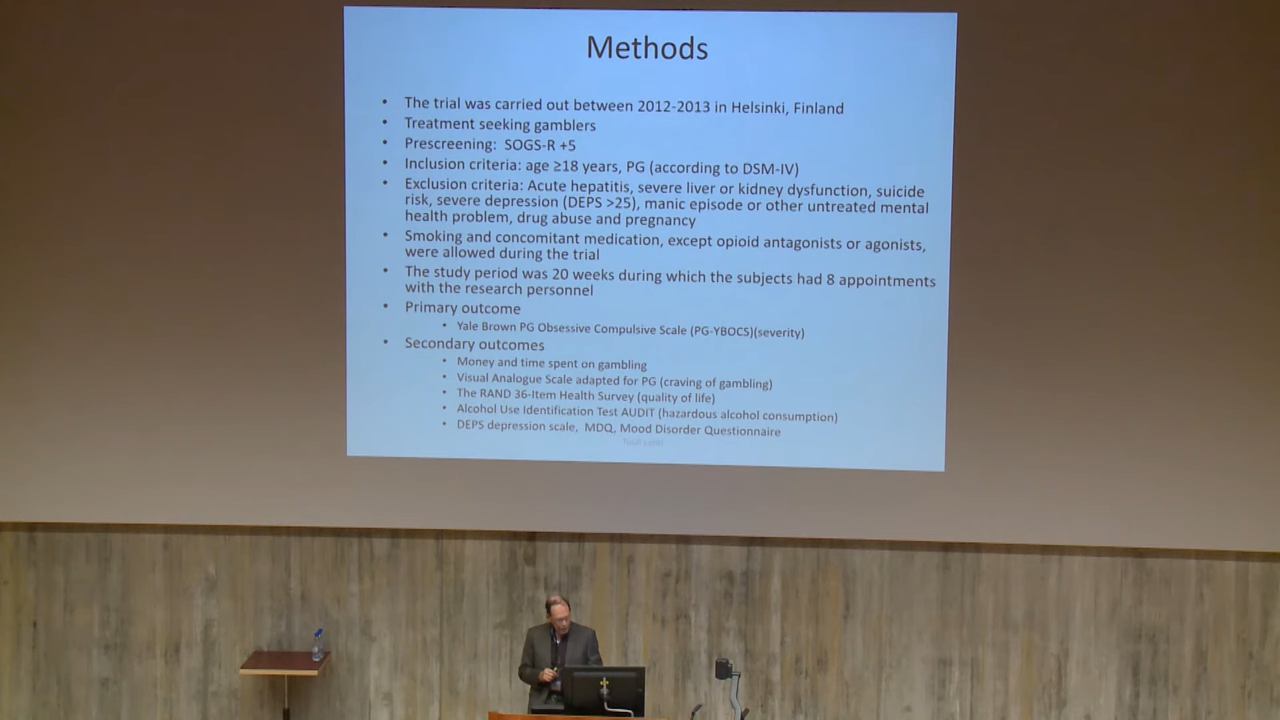 Methods
• The trial was carried out between 2012-2013 in Helsinki, Finland
• Treatment seeking gamblers
• Prescreening: SOGS-R +5
• Inclusion criteria: age ≥18 years, PG (according to DSM-IV)
• Exclusion criteria: Acute hepatitis, severe liver or kidney dysfunction, suicide
risk, severe depression (DEPS >25), manic episode or other untreated mental
health problem, drug abuse and pregnancy
• Smoking and concomitant medication, except opioid antagonists or agonists,
were allowed during the trial
• The study period was 20 weeks during which the subjects had 8 appointments
with the research personnel
• Primary outcome
• Yale Brown PG Obsessive Compulsive Scale (PG-YBOCS)(severity)
• Secondary outcomes
• Money and time spent on gambling
• Visual Analogue Scale adapted for PG (craving of gambling)
• The RAND 36-Item Health Survey (quality of life)
• Alcohol Use Identification Test AUDIT (hazardous alcohol consumption)
• DEPS depression scale, MDQ, Mood Disorder Questionnaire